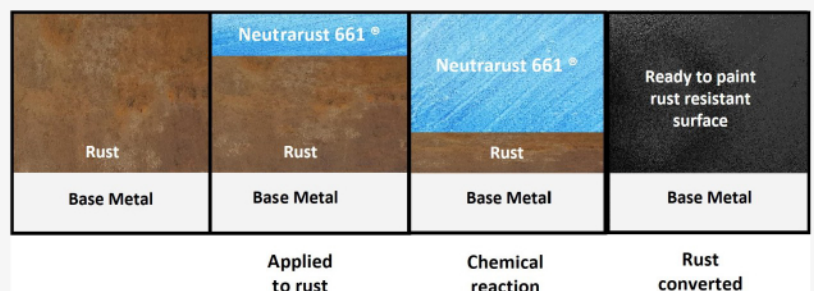 Rust
Base Metal
Neutrarust 661 ®
Rust
Base Metal
Applied
to rust
Neutrarust 661 ®
Rust
Base Metal
Chemical
reaction
Ready to paint
rust resistant
surface
Base Metal
Rust
converted